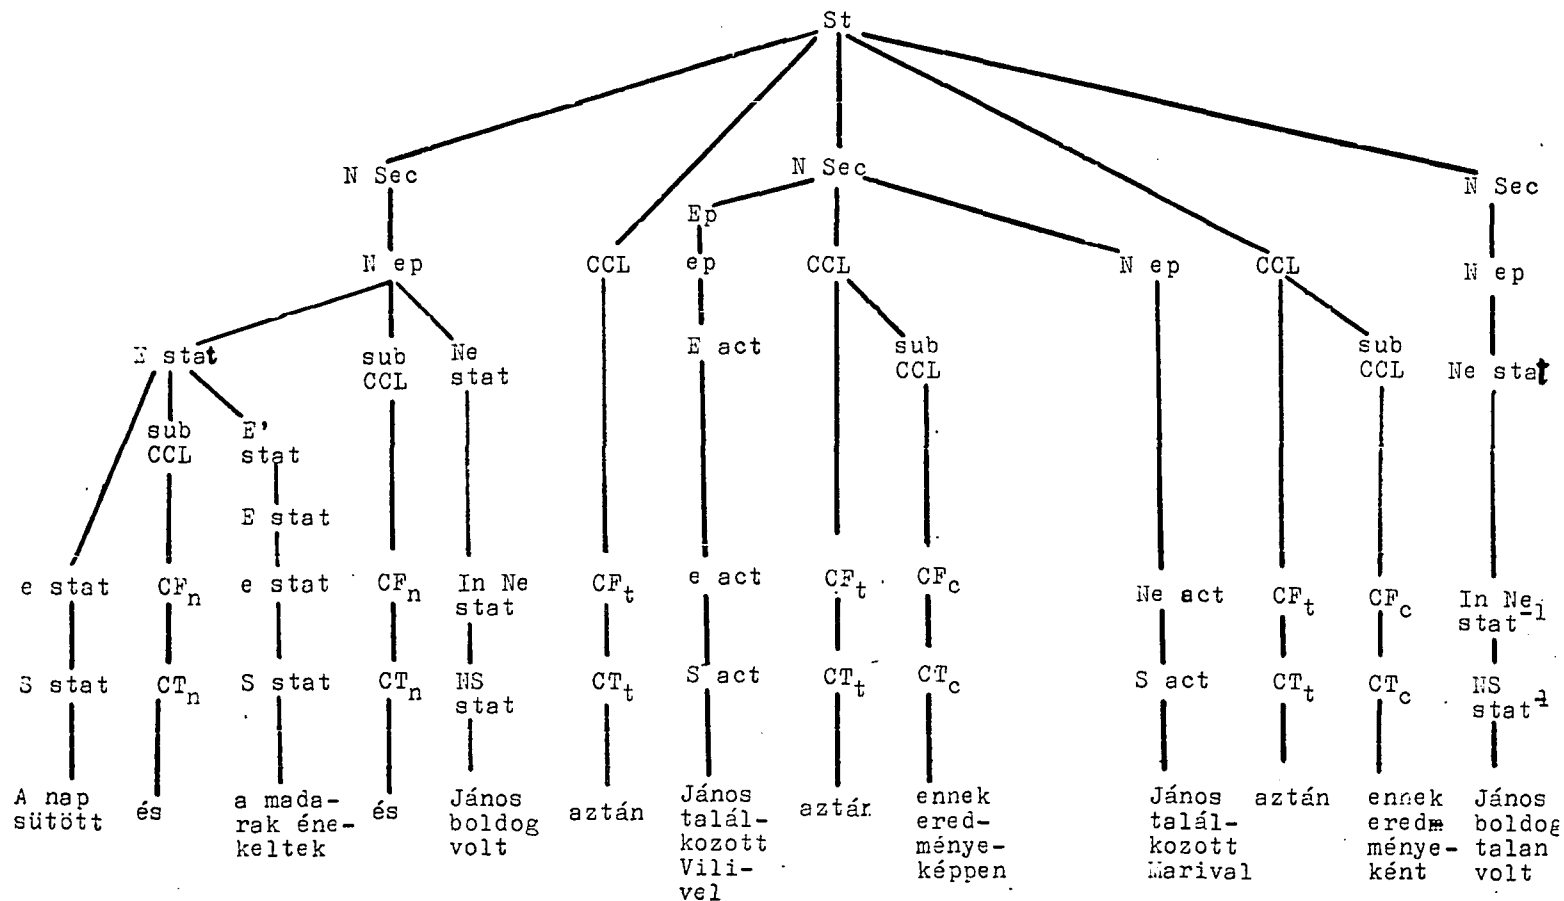 St
N Sec
N Sec
N Sec
Ep
N ep
CCL
ep
CCL
N ep
CCL
N ep
E stat
sub
CCL
Ne
stat
E act
sub
CCL
sub
CCL
Ne stat
sub
CCL
E'
stat
E stat
e stat
CFn
e stat
CFn
In Ne
stat
CFt
e act
CFt
CFc
Ne act
CFt
CFc
In Ne
stat-1
S stat
CTn
S stat
CTn
NS
stat
CTt
S act
CTt
CTc
S act
CTt
CTc
NS
stat-1
A nap
sütött
és
a mada-
rak éne-
keltek
és
János
boldog
volt
aztán
János
talál-
kozott
Vili-
vel
aztán
ennek
ered-
ménye-
képpen
János
talál-
kozott
Marival
aztán
ennek
eredm
ménye-
ként
János
boldog
talan
volt